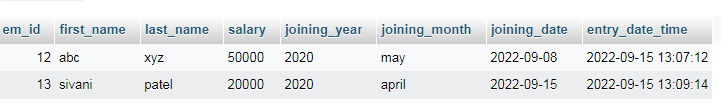 em_id first_name last_name salary joining_year joining_month joining_date entry_date_time
12 abc xyz 50000 2020 may 2022-09-08 2022-09-15 13:07:12
13 sivani patel 20000 2020 april 2022-09-15 2022-09-15 13:09:14